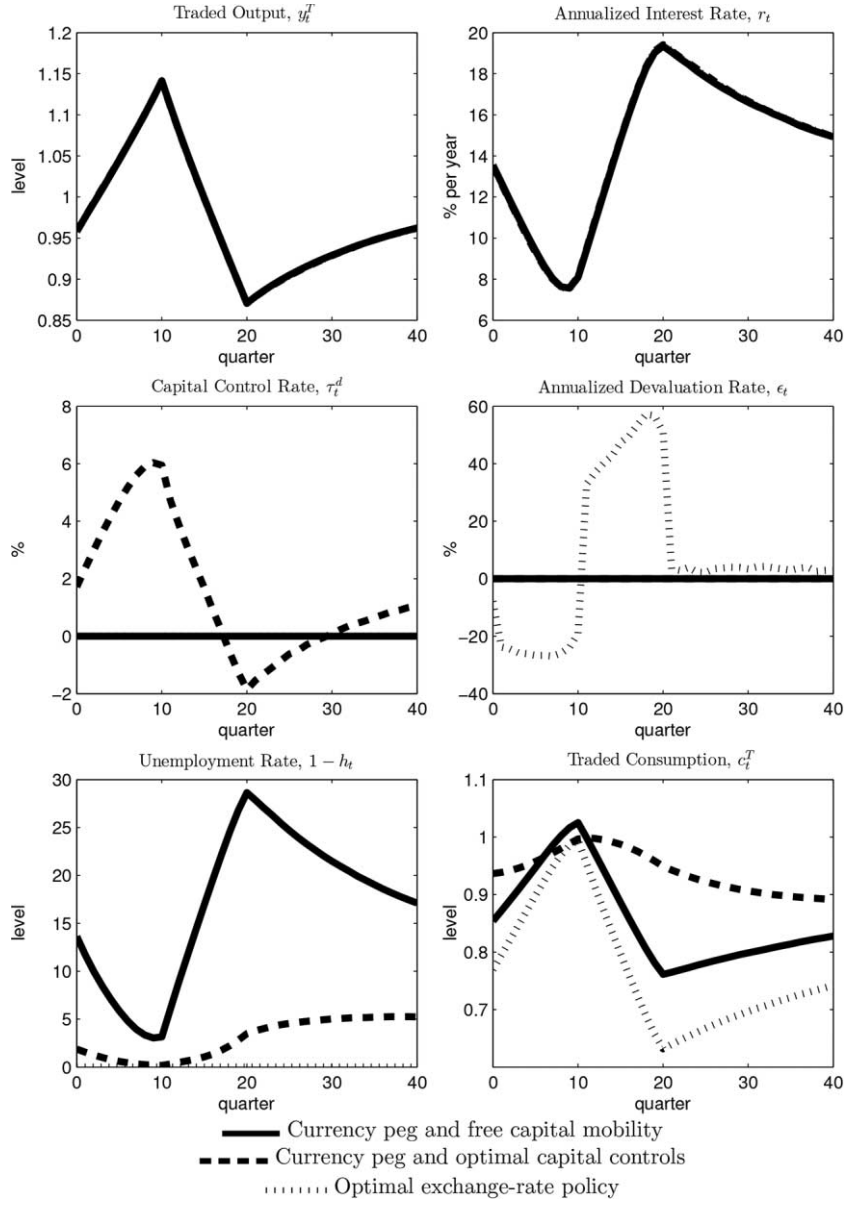 Traded Output, y_t^T
1.2
1.15
1.1
1.05
1
0.95
0.9
0.85
level
0 10 20 30 40
quarter
Annualized Interest Rate, r_t
20
18
16
14
12
10
8
6
% per year
0 10 20 30 40
quarter
Capital Control Rate, τ_t^d
8
6
4
2
0
−2
%
0 10 20 30 40
quarter
Annualized Devaluation Rate, ϵ_t
60
40
20
0
−20
−40
%
0 10 20 30 40
quarter
Unemployment Rate, 1 − h_t
30
25
20
15
10
5
0
level
0 10 20 30 40
quarter
Traded Consumption, c_t^T
1.1
1
0.9
0.8
0.7
level
0 10 20 30 40
quarter
Currency peg and free capital mobility
Currency peg and optimal capital controls
Optimal exchange-rate policy